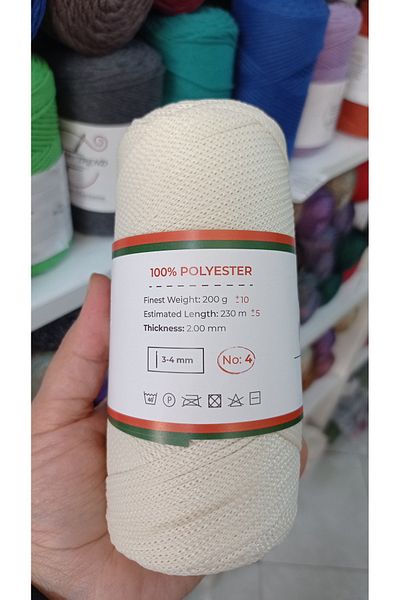 100% POLYESTER
Finest Weight: 200 g ±10
Estimated Length: 230 m ±5
Thickness: 2.00 mm
3-4 mm
No: 4
40
P